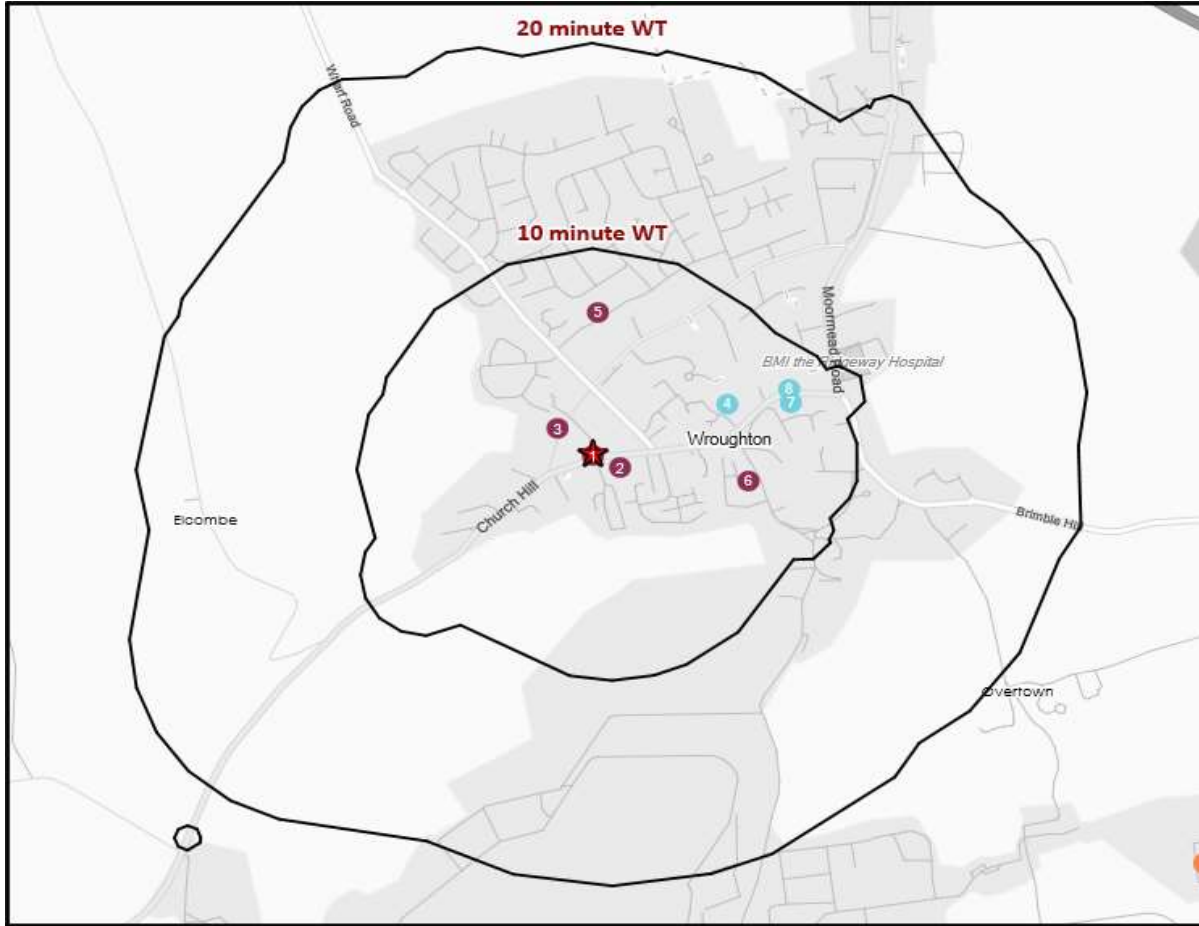 20 minute WT
Wharf Road
10 minute WT
5
Moormead Road
BMI the Ridgeway Hospital
8
4
7
3
Wroughton
1
2
6
Church Hill
Elcombe
Brimble Hill
Overtown